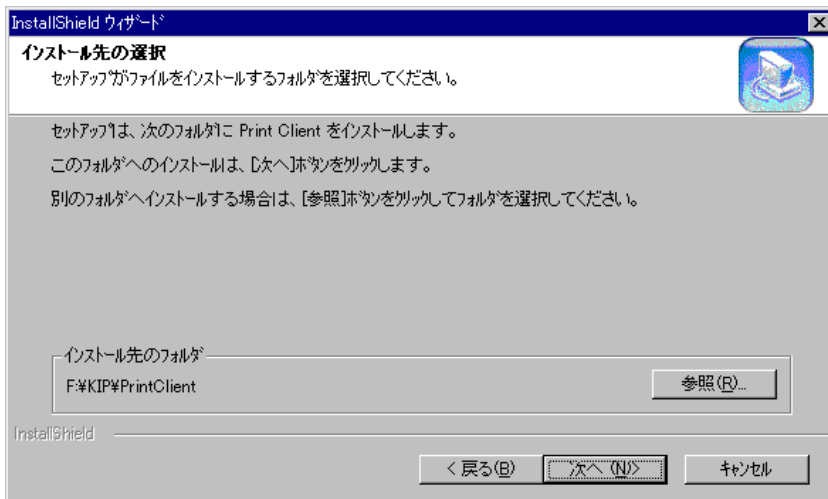 InstallShield ウィザード
インストール先の選択
セットアップがファイルをインストールするフォルダを選択してください。
セットアップは、次のフォルダに Print Client をインストールします。
このフォルダへのインストールは、[次へ]ボタンをクリックします。
別のフォルダへインストールする場合は、[参照]ボタンをクリックしてフォルダを選択してください。
インストール先のフォルダ
F:¥KIP¥PrintClient
参照(R)...
InstallShield
< 戻る(B)
次へ (N)>
キャンセル